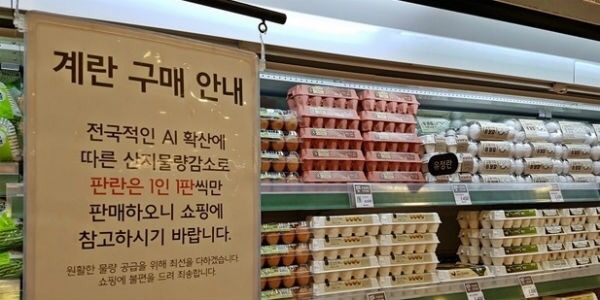 계란 구매 안내
전국적인 AI 확산에
따른 산지물량감소로
판란은 1인 1판씩만
판매하오니 쇼핑에
참고하시기 바랍니다.
원활한 물량 공급을 위해 최선을 다하겠습니다.
쇼핑에 불편을 드려 죄송합니다.
유정란